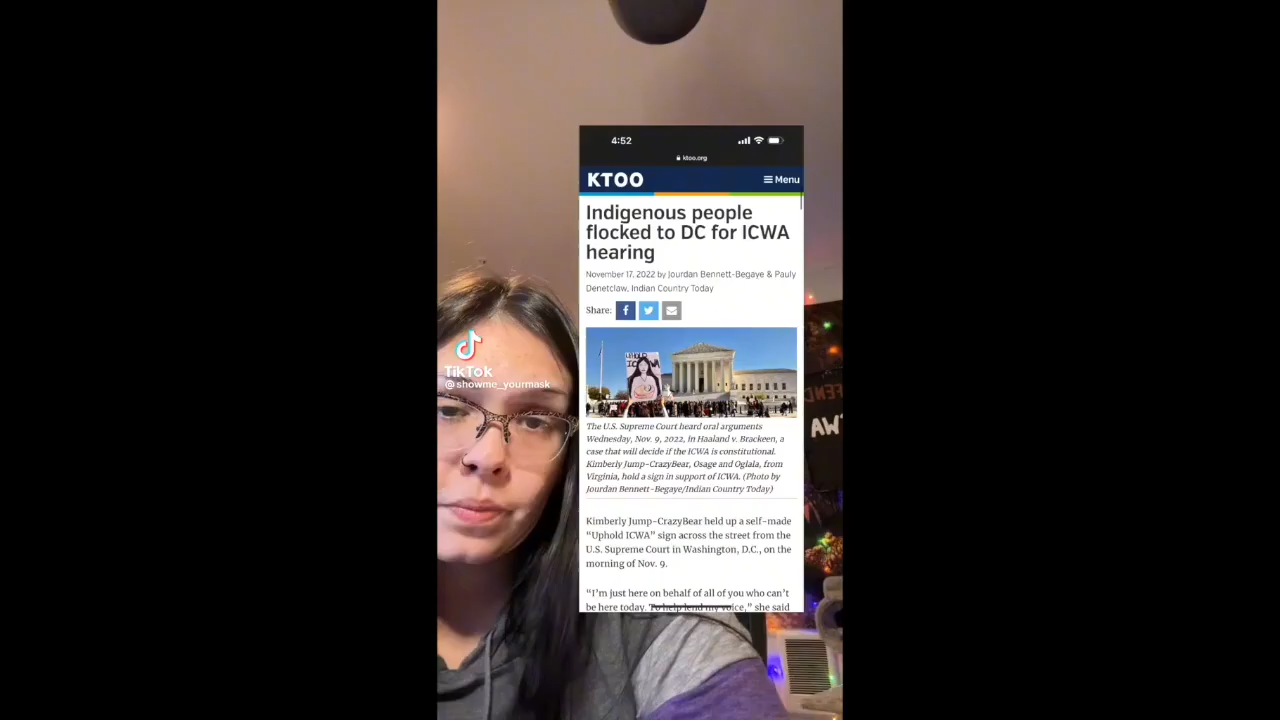 4:52
ktoo.org
KTOO
Menu
Indigenous people
flocked to DC for ICWA
hearing
November 17, 2022 by Jourdan Bennett-Begaye & Pauly
Denetclaw, Indian Country Today
Share:
UPHOLD
The U.S. Supreme Court heard oral arguments
Wednesday, Nov. 9, 2022, in Haaland v. Brackeen, a
case that will decide if the ICWA is constitutional.
Kimberly Jump-CrazyBear, Osage and Oglala, from
Virginia, hold a sign in support of ICWA. (Photo by
Jourdan Bennett-Begaye/Indian Country Today)
Kimberly Jump-CrazyBear held up a self-made
“Uphold ICWA” sign across the street from the
U.S. Supreme Court in Washington, D.C., on the
morning of Nov. 9.
“I’m just here on behalf of all of you who can’t
be here today. To help lend my voice,” she said
TikTok
@showme_yourmask